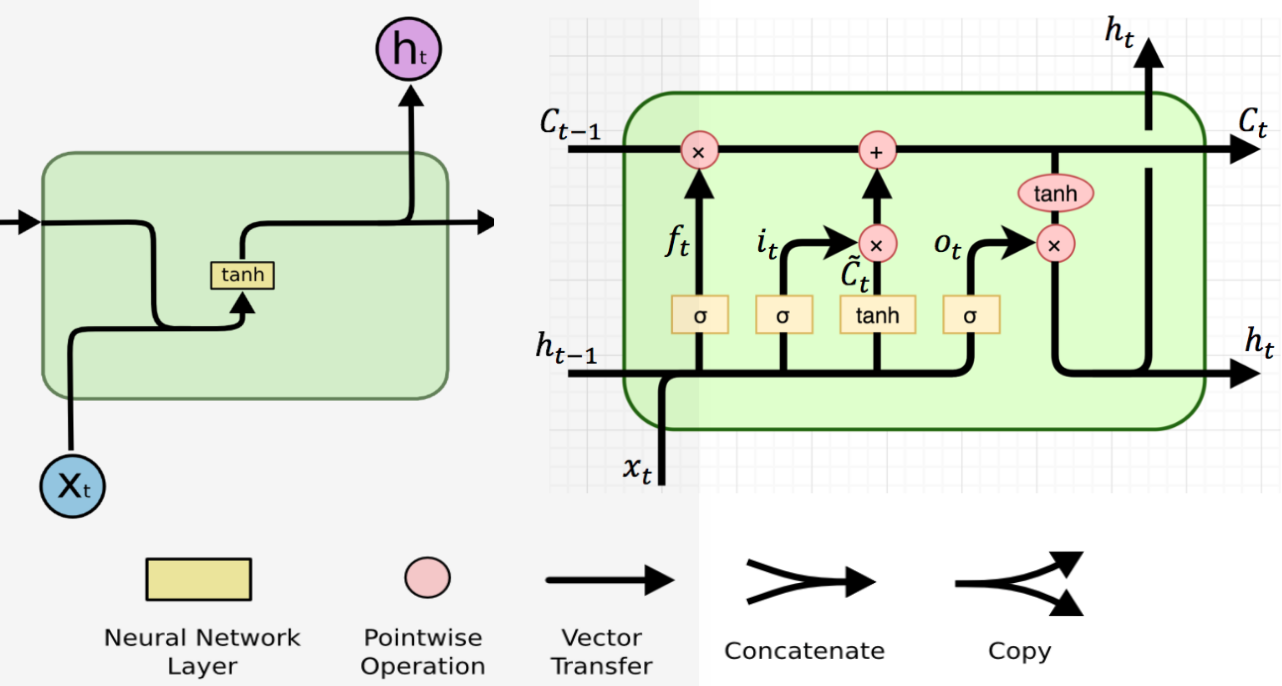 h_t
tanh
X_t
h_t
C_{t-1}
C_t
×
+
tanh
f_t
i_t
×
o_t
×
C̃_t
σ
σ
tanh
σ
h_{t-1}
h_t
x_t
Neural Network
Layer
Pointwise
Operation
Vector
Transfer
Concatenate
Copy